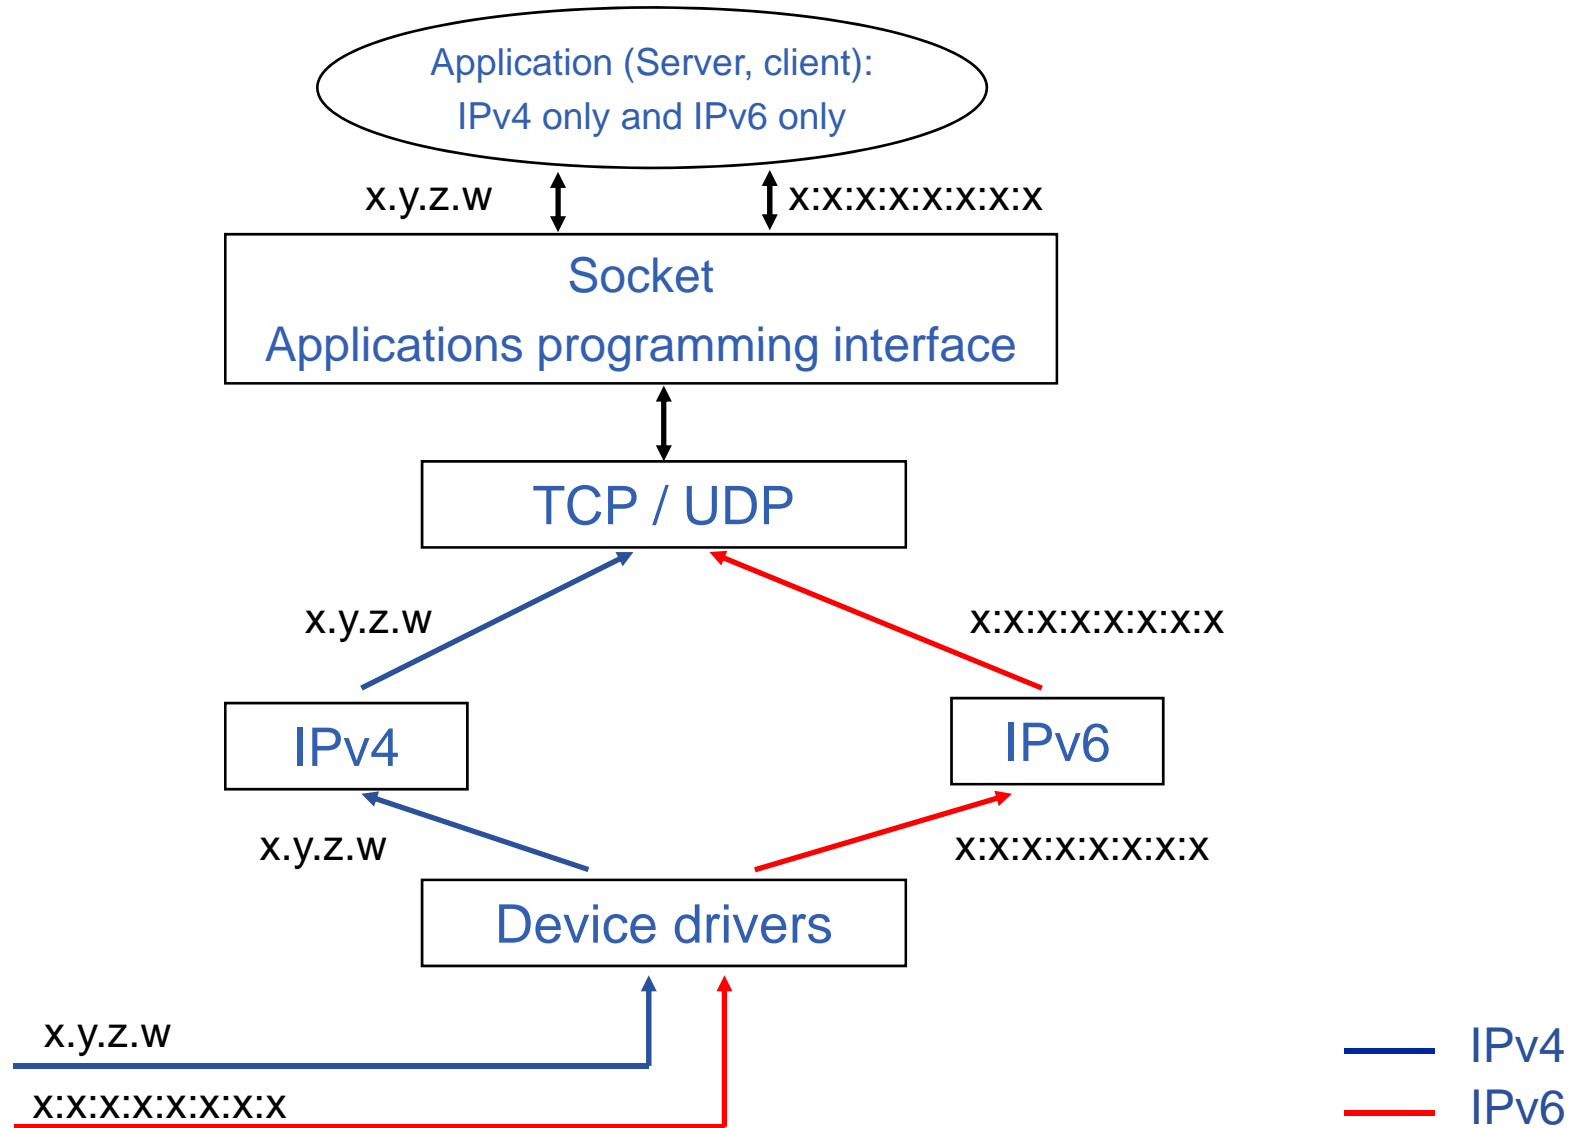 Application (Server, client):
IPv4 only and IPv6 only
x.y.z.w
x:x:x:x:x:x:x:x
Socket
Applications programming interface
TCP / UDP
x.y.z.w
x:x:x:x:x:x:x:x
IPv4
IPv6
x.y.z.w
x:x:x:x:x:x:x:x
Device drivers
x.y.z.w
x:x:x:x:x:x:x:x
IPv4
IPv6